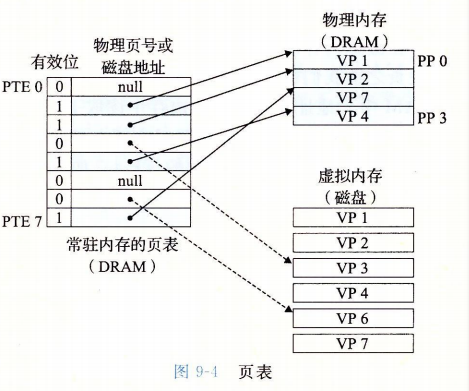 物理内存
（DRAM）
物理页号或
磁盘地址
有效位
PTE 0 0 null
1
1
0
1
0 null
0
PTE 7 1
常驻内存的页表
（DRAM）
VP 1 PP 0
VP 2
VP 7
VP 4 PP 3
虚拟内存
（磁盘）
VP 1
VP 2
VP 3
VP 4
VP 6
VP 7
图 9-4 页表